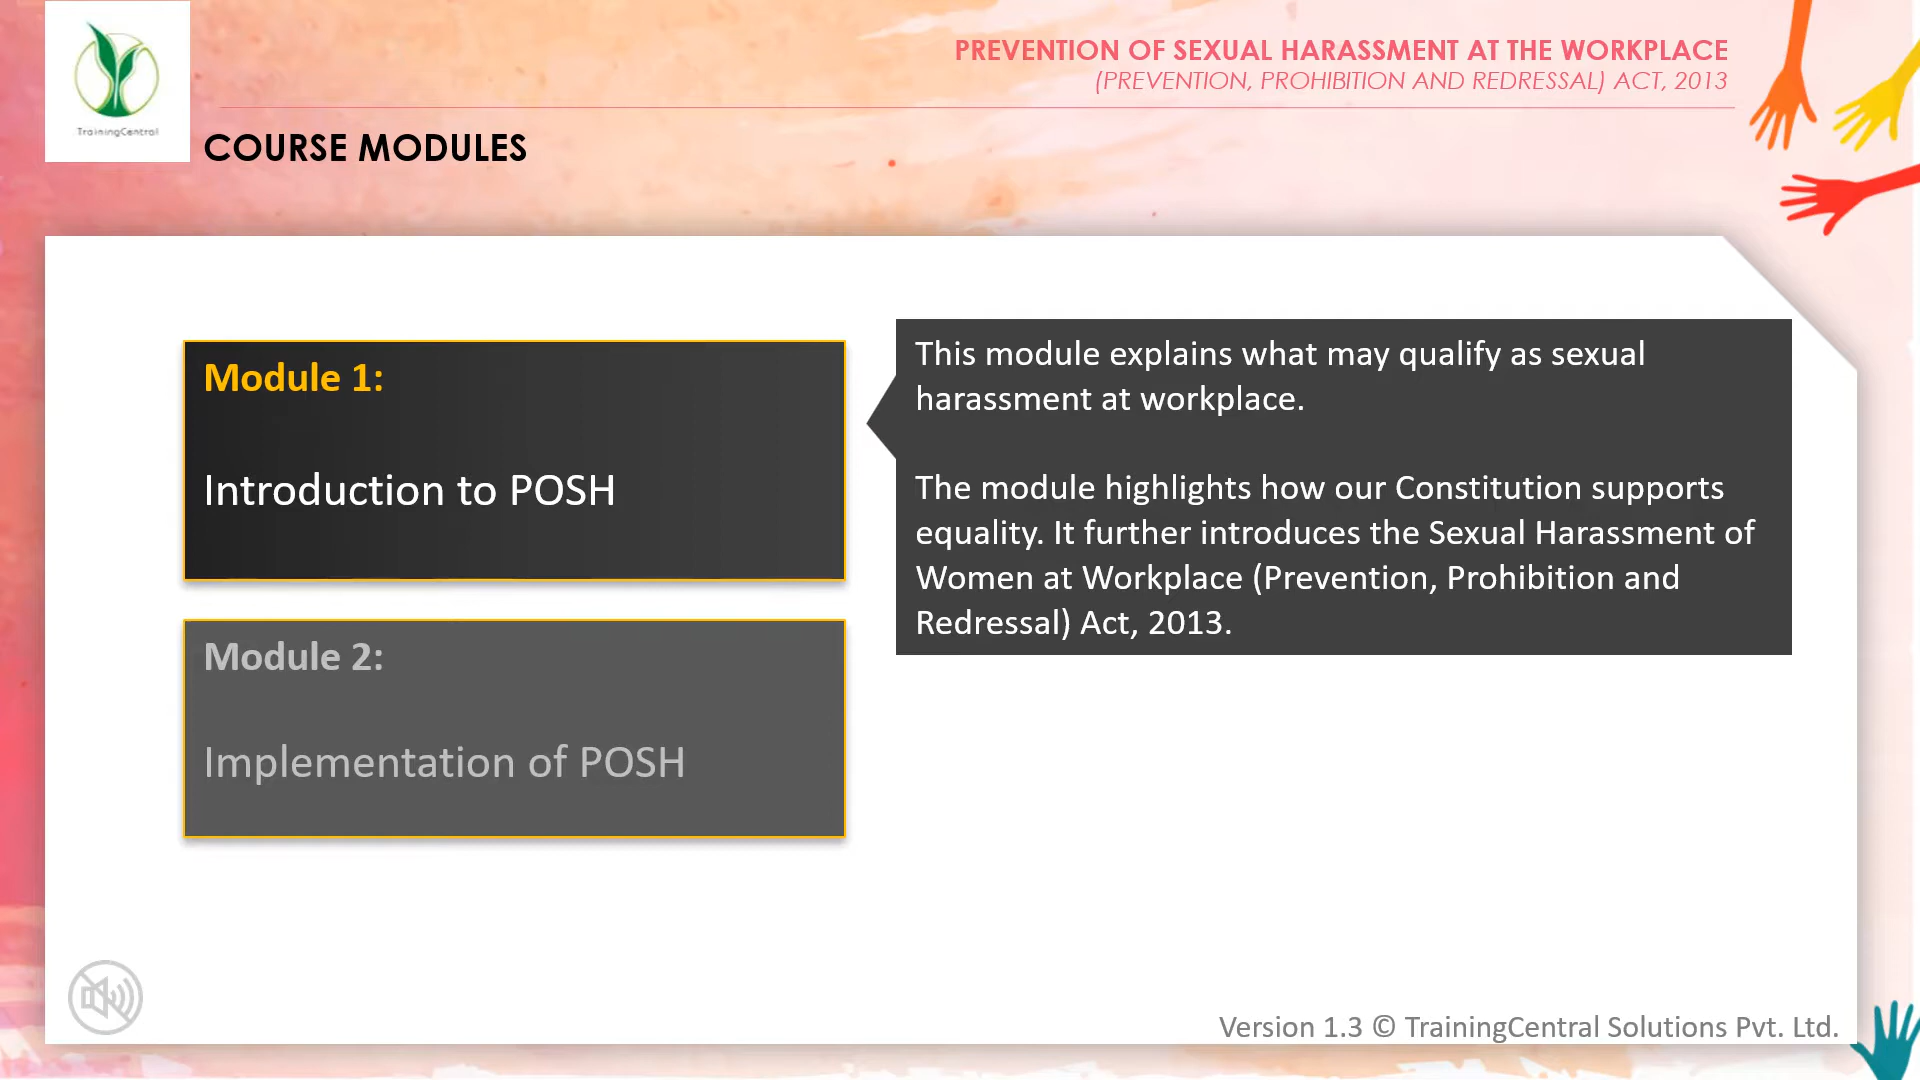 TrainingCentral
PREVENTION OF SEXUAL HARASSMENT AT THE WORKPLACE
(PREVENTION, PROHIBITION AND REDRESSAL) ACT, 2013
COURSE MODULES
Module 1:
Introduction to POSH
This module explains what may qualify as sexual
harassment at workplace.
The module highlights how our Constitution supports
equality. It further introduces the Sexual Harassment of
Women at Workplace (Prevention, Prohibition and
Redressal) Act, 2013.
Module 2:
Implementation of POSH
Version 1.3 © TrainingCentral Solutions Pvt. Ltd.